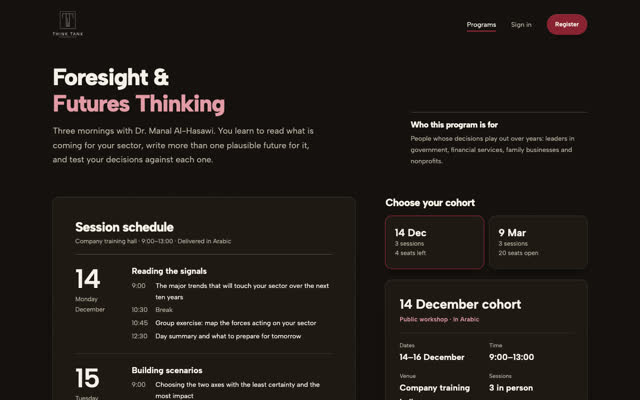 THINK TANK
Programs
Sign in
Register
Foresight &
Futures Thinking
Three mornings with Dr. Manal Al-Hasawi. You learn to read what is
coming for your sector, write more than one plausible future for it,
and test your decisions against each one.
Who this program is for
People whose decisions play out over years: leaders in
government, financial services, family businesses and
nonprofits.
Session schedule
Company training hall · 9:00–13:00 · Delivered in Arabic
14
Monday
December
Reading the signals
9:00 The major trends that will touch your sector over the next
ten years
10:30 Break
10:45 Group exercise: map the forces acting on your sector
12:30 Day summary and what to prepare for tomorrow
15
Tuesday
Building scenarios
9:00 Choosing the two axes with the least certainty and the
most impact
Choose your cohort
14 Dec
3 sessions
4 seats left
9 Mar
3 sessions
20 seats open
14 December cohort
Public workshop · In Arabic
Dates
14–16 December
Time
9:00–13:00
Venue
Company training
Sessions
3 in person